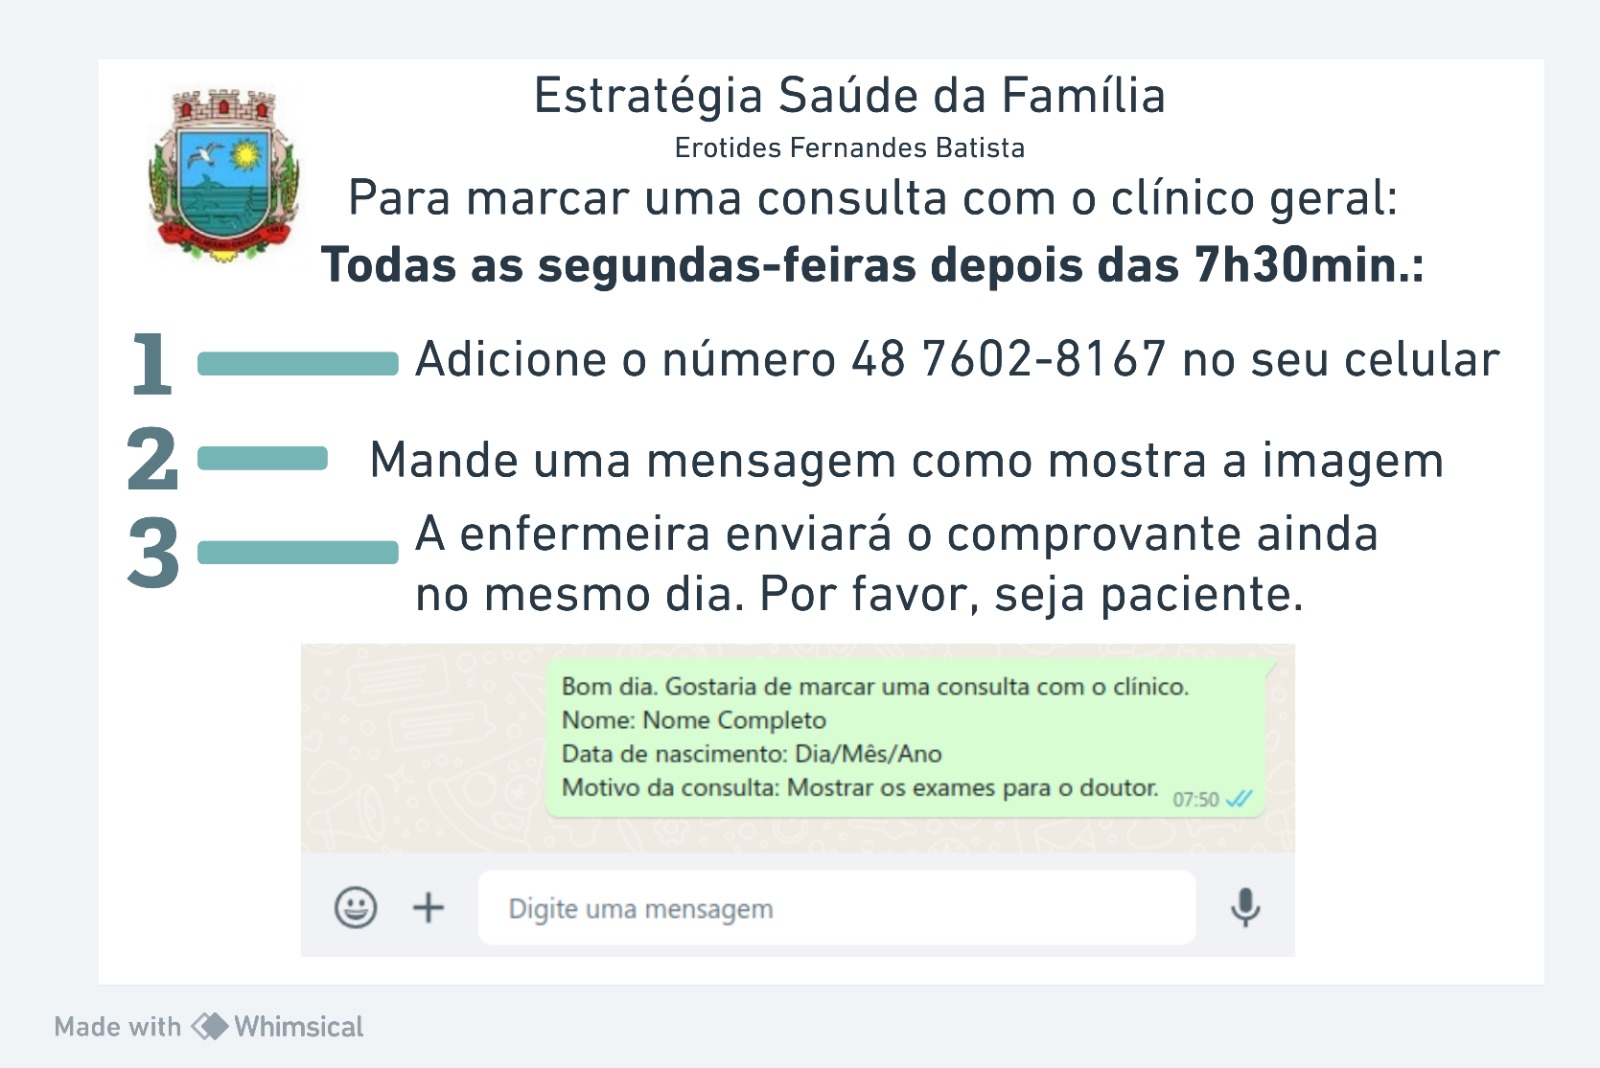 Estratégia Saúde da Família
Erotides Fernandes Batista
Para marcar uma consulta com o clínico geral:
Todas as segundas-feiras depois das 7h30min.:
1 Adicione o número 48 7602-8167 no seu celular
2 Mande uma mensagem como mostra a imagem
3 A enfermeira enviará o comprovante ainda
no mesmo dia. Por favor, seja paciente.
Bom dia. Gostaria de marcar uma consulta com o clínico.
Nome: Nome Completo
Data de nascimento: Dia/Mês/Ano
Motivo da consulta: Mostrar os exames para o doutor. 07:50
Digite uma mensagem
Made with Whimsical